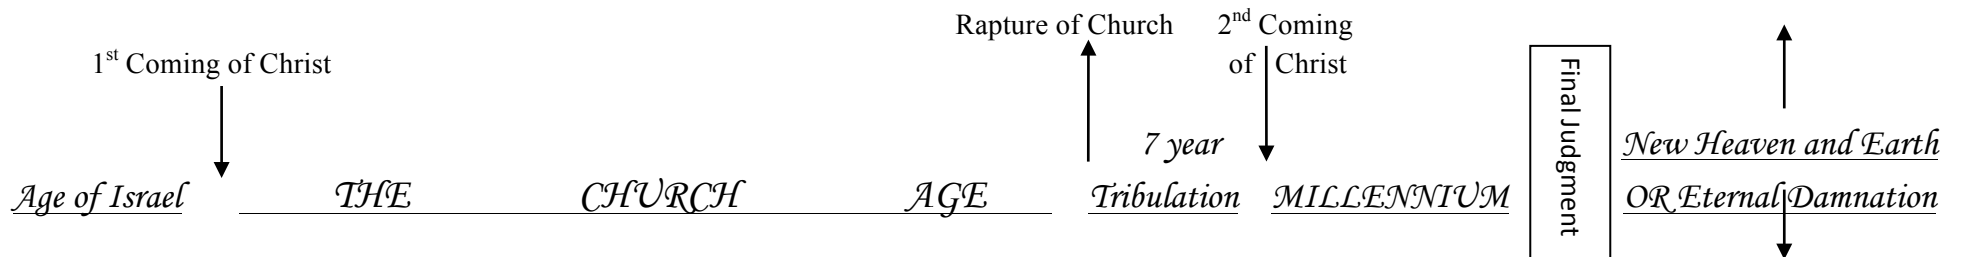 1st Coming of Christ
Rapture of Church
2nd Coming
of Christ
Age of Israel
THE CHURCH AGE
7 year
Tribulation
MILLENNIUM
Final Judgment
New Heaven and Earth
OR Eternal Damnation